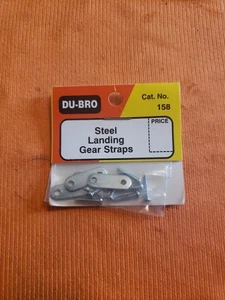 DU-BRO
Cat. No.
158
PRICE
Steel
Landing
Gear Straps